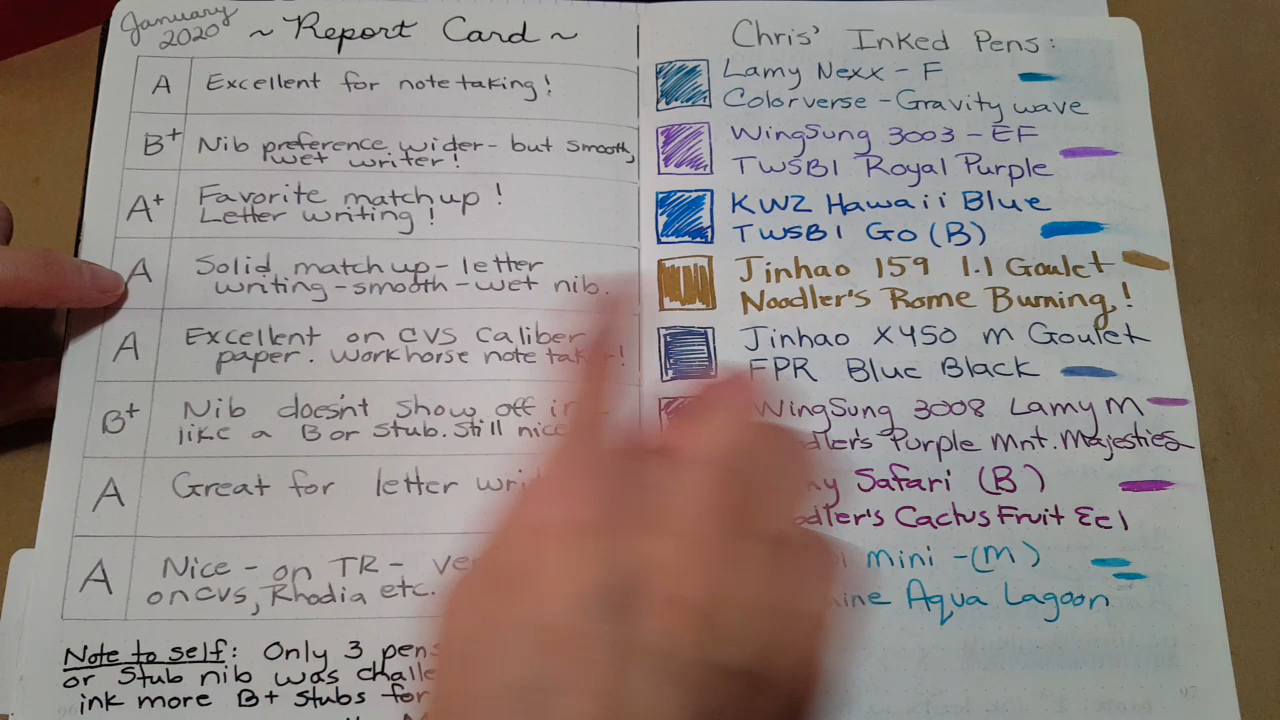 January
2020
~ Report Card ~
A Excellent for note taking!
B+ Nib preference wider - but smooth,
wet writer!
A+ Favorite matchup!
Letter writing!
A Solid matchup - letter
writing - smooth - wet nib.
A Excellent on CVS Caliber
paper. Workhorse note
B+ Nib doesn't show off
like a B or stub. Still nice
A Great for letter
A Nice - on TR -
on cvs, Rhodia etc.
Note to self: Only 3
or Stub nib was
ink more B+ stubs for
Chris' Inked Pens:
Lamy Nexx - F
Colorverse - Gravity wave
WingSung 3003 - EF
TWSBI Royal Purple
KWZ Hawaii Blue
TWSBI GO (B)
Jinhao 159 1.1 Goulet
Noodler's Rome Burning!
Jinhao X450 m Goulet
FPR Blue Black
WingSung 3008 Lamy M
Purple Mnt. Majesties
Safari (B)
Cactus Fruit Eel
mini - (M)
Aqua Lagoon
97